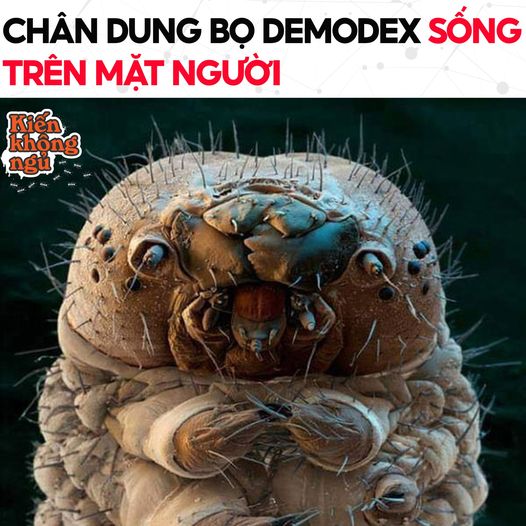 CHÂN DUNG BỌ DEMODEX SỐNG
TRÊN MẶT NGƯỜI
Kiến
không
ngủ